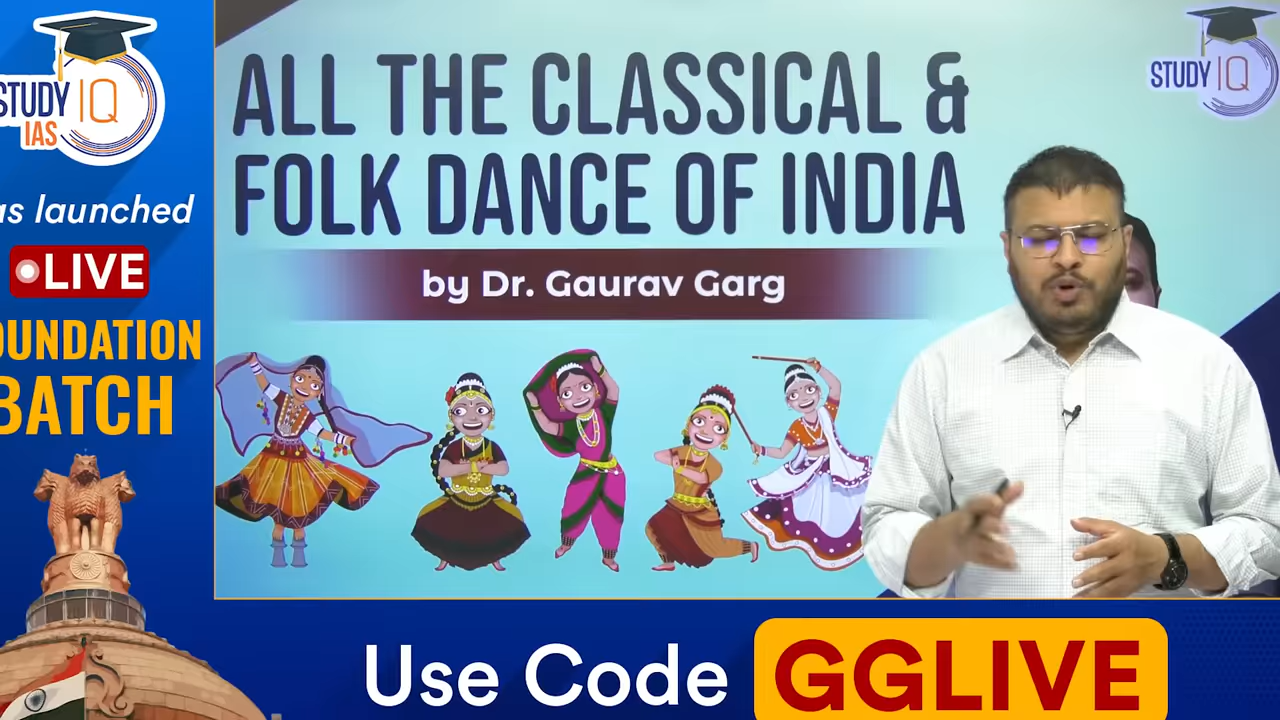 STUDY IQ
IAS
as launched
LIVE
OUNDATION
BATCH
ALL THE CLASSICAL &
FOLK DANCE OF INDIA
by Dr. Gaurav Garg
STUDY IQ
Use Code GGLIVE